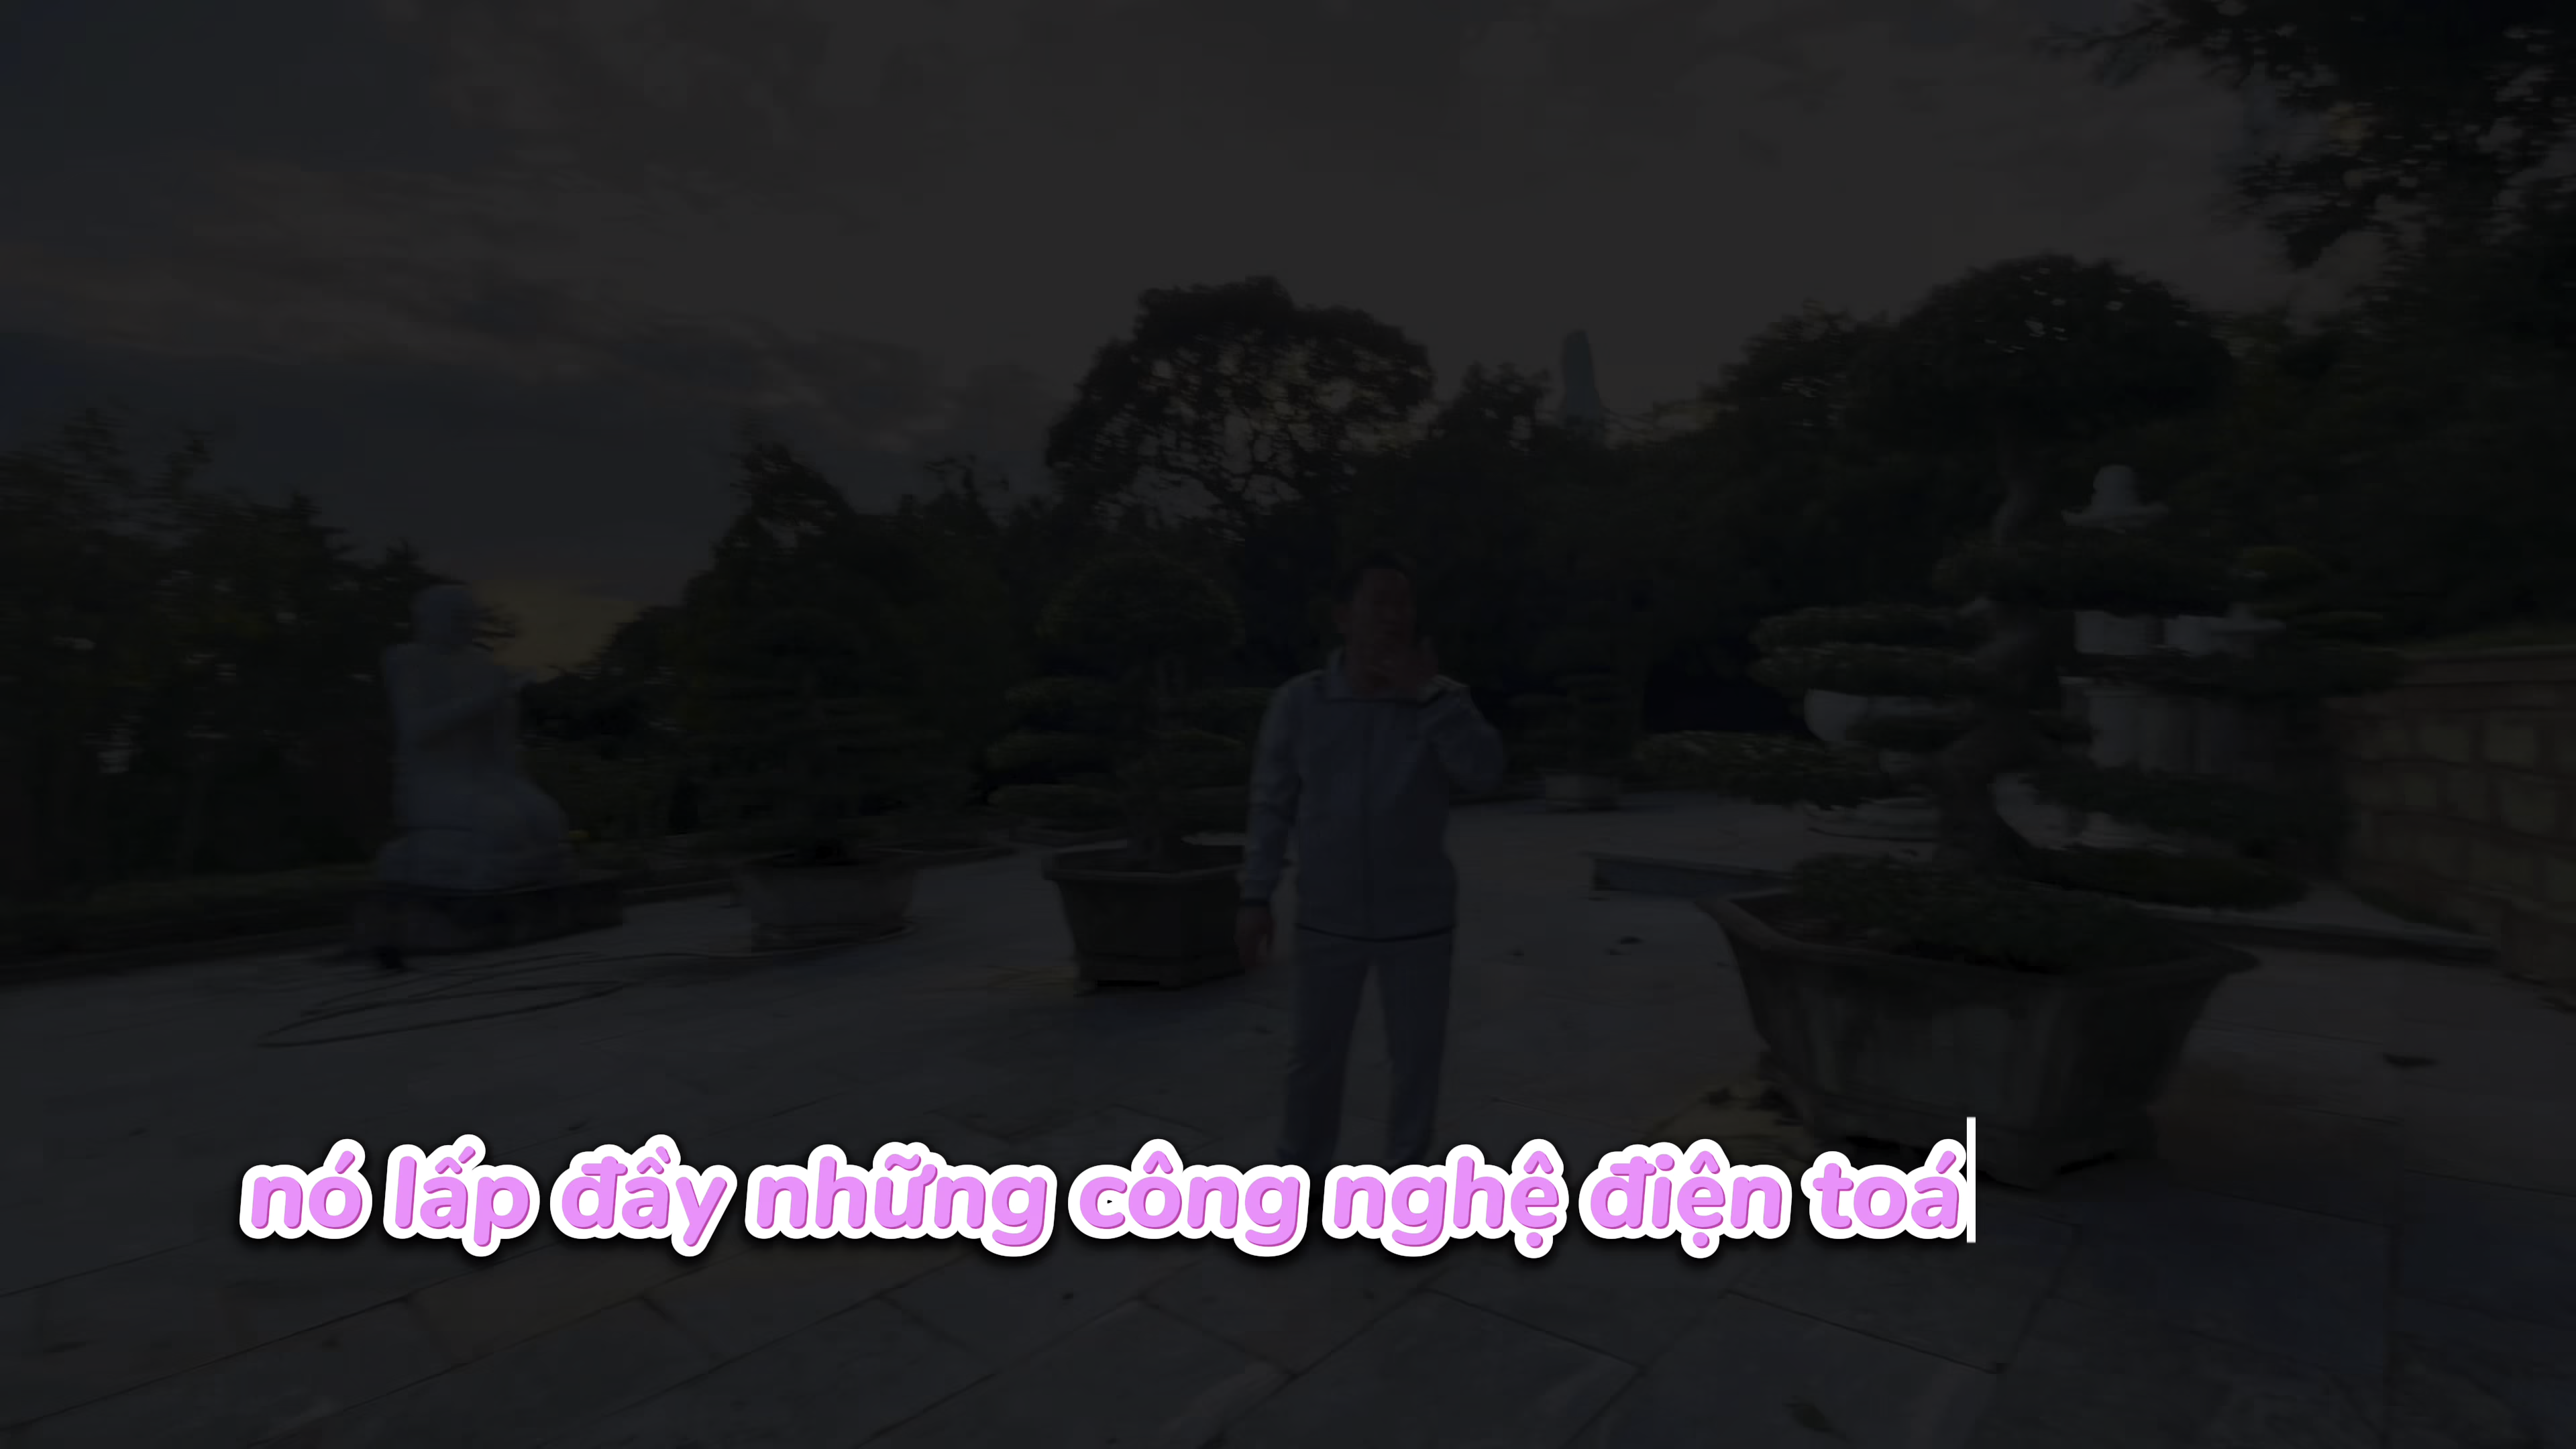 nó lấp đầy những công nghệ điện toá